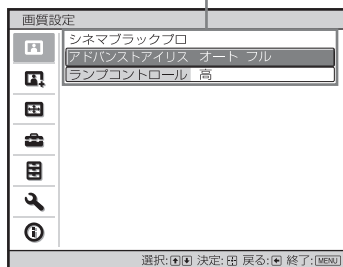 画質設定
シネマブラックプロ
アドバンストアイリス オート フル
ランプコントロール 高
選択: 決定: 戻る: 終了: MENU